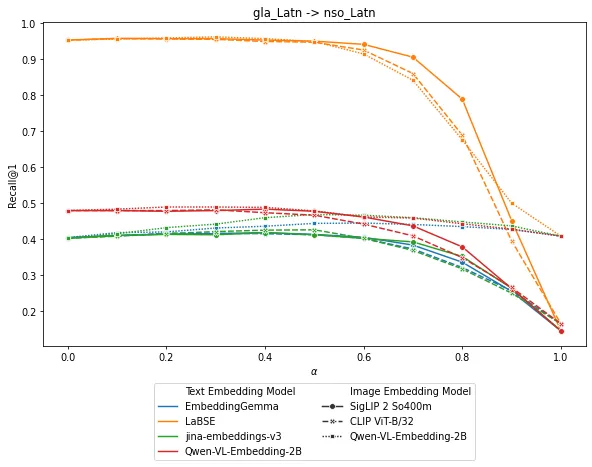 gla_Latn -> nso_Latn
Recall@1
1.0
0.9
0.8
0.7
0.6
0.5
0.4
0.3
0.2
0.0 0.2 0.4 0.6 0.8 1.0
α
Text Embedding Model
EmbeddingGemma
LaBSE
jina-embeddings-v3
Qwen-VL-Embedding-2B
Image Embedding Model
SigLIP 2 So400m
CLIP ViT-B/32
Qwen-VL-Embedding-2B